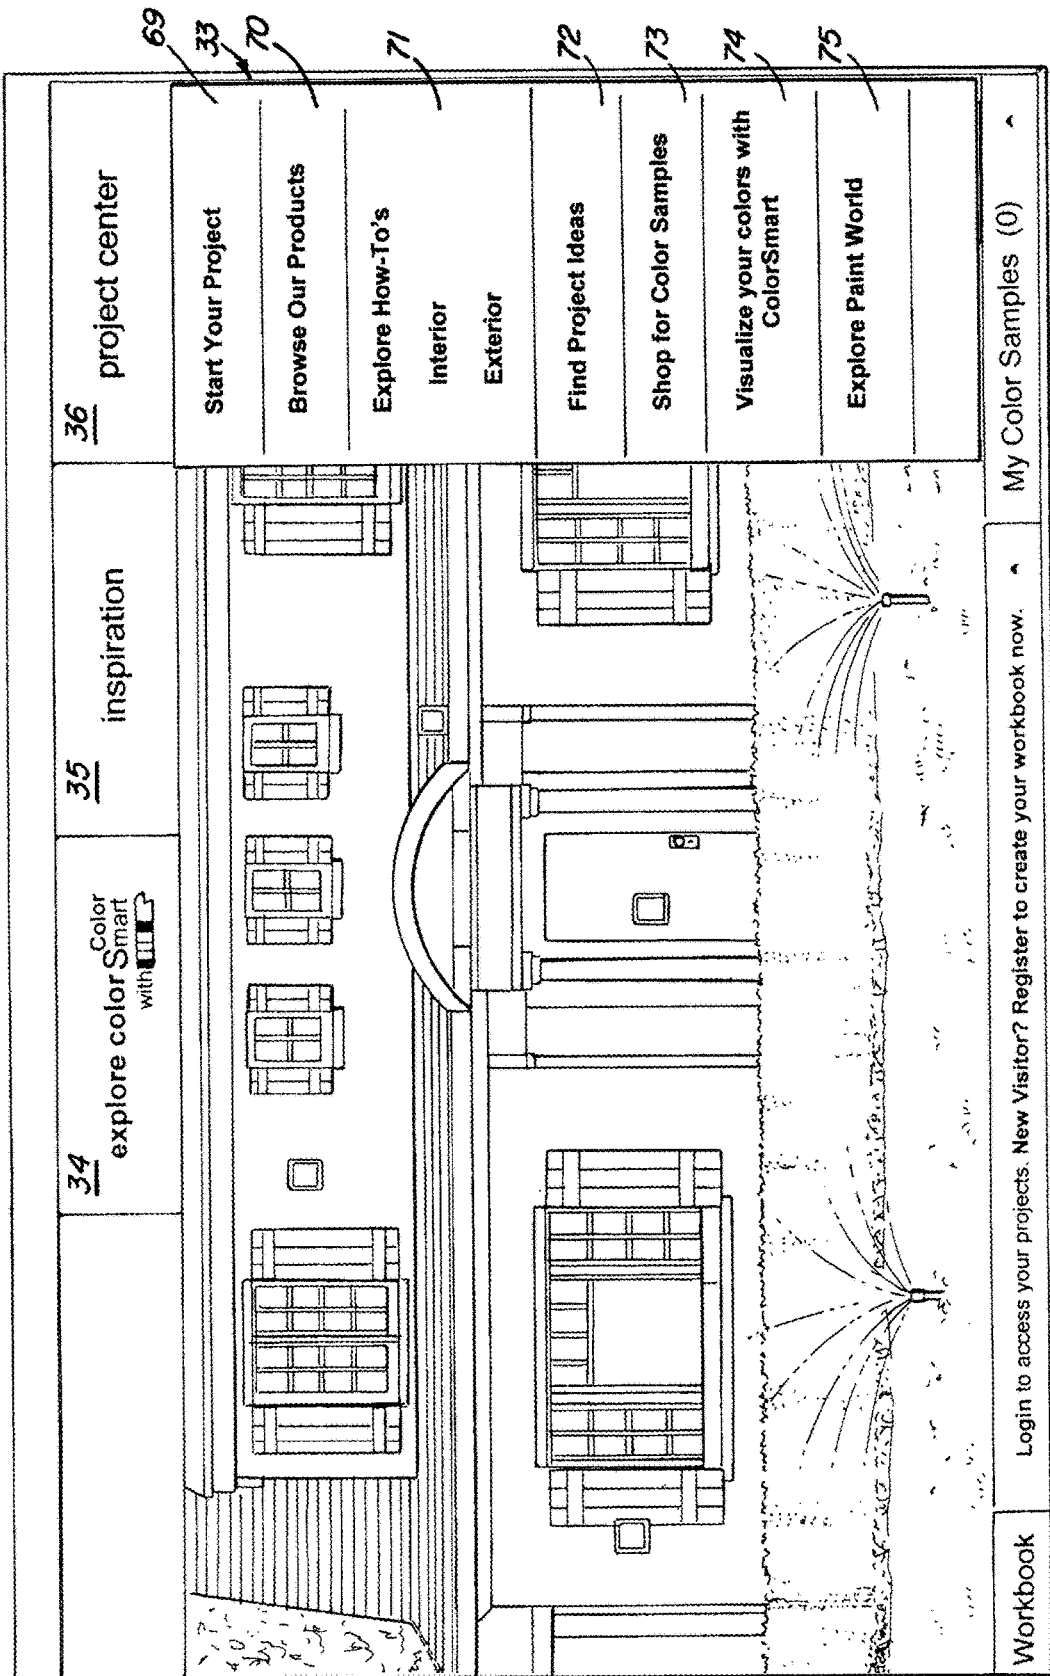 34
explore color
Color
Smart
with
35
inspiration
36
project center
69
Start Your Project
33
70
Browse Our Products
71
Explore How-To's
Interior
Exterior
72
Find Project Ideas
73
Shop for Color Samples
74
Visualize your colors with
ColorSmart
75
Explore Paint World
Workbook
Login to access your projects. New Visitor? Register to create your workbook now.
My Color Samples (0)